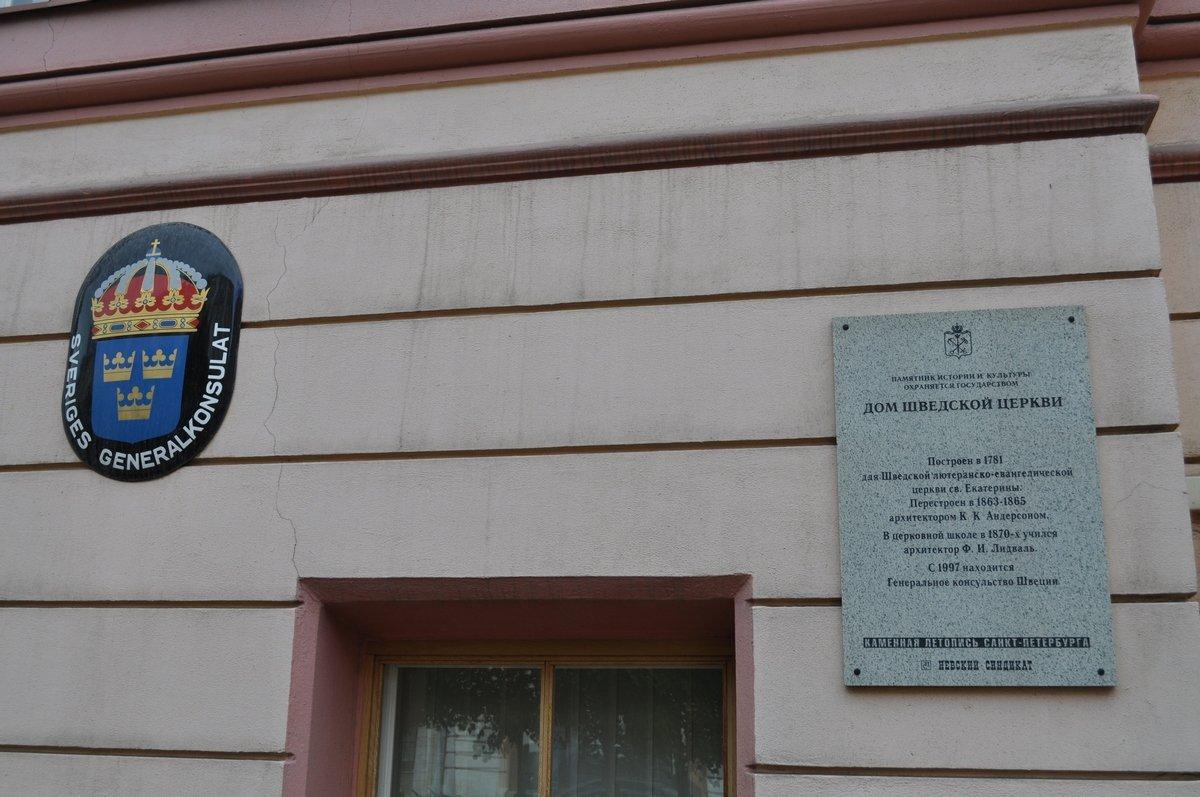 SVERIGES GENERALKONSULAT
ПАМЯТНИК ИСТОРИИ И КУЛЬТУРЫ
ОХРАНЯЕТСЯ ГОСУДАРСТВОМ
ДОМ ШВЕДСКОЙ ЦЕРКВИ
Построен в 1781
для Шведской лютеранско-евангелической
церкви св. Екатерины.
Перестроен в 1863-1865
архитектором К. К. Андерсоном.
В церковной школе в 1870-х учился
архитектор Ф. И. Лидваль.
С 1997 находится
Генеральное консульство Швеции
КАМЕННАЯ ЛЕТОПИСЬ САНКТ-ПЕТЕРБУРГА
НЕВСКИЙ СИНДИКАТ